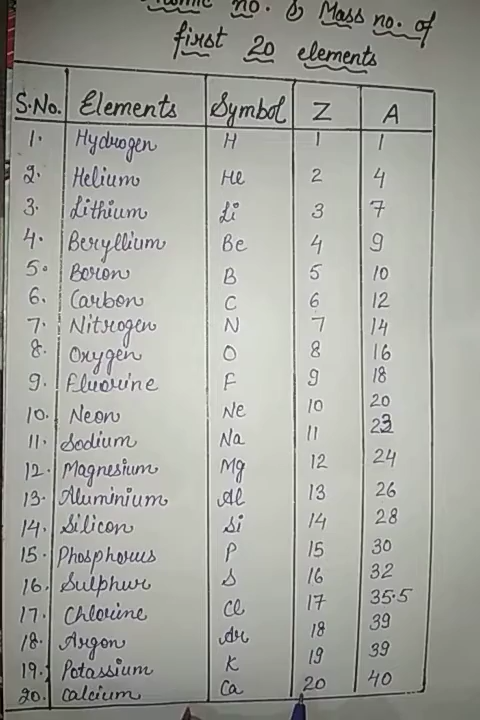 no. & Mass no. of
first 20 elements
S.No. Elements Symbol Z A
1. Hydrogen H 1 1
2. Helium He 2 4
3. Lithium Li 3 7
4. Beryllium Be 4 9
5. Boron B 5 10
6. Carbon C 6 12
7. Nitrogen N 7 14
8. Oxygen O 8 16
9. Fluorine F 9 18
10. Neon Ne 10 20
11. Sodium Na 11 23
12. Magnesium Mg 12 24
13. Aluminium Al 13 26
14. Silicon Si 14 28
15. Phosphorus P 15 30
16. Sulphur S 16 32
17. Chlorine Cl 17 35.5
18. Argon Ar 18 39
19. Potassium K 19 39
20. Calcium Ca 20 40